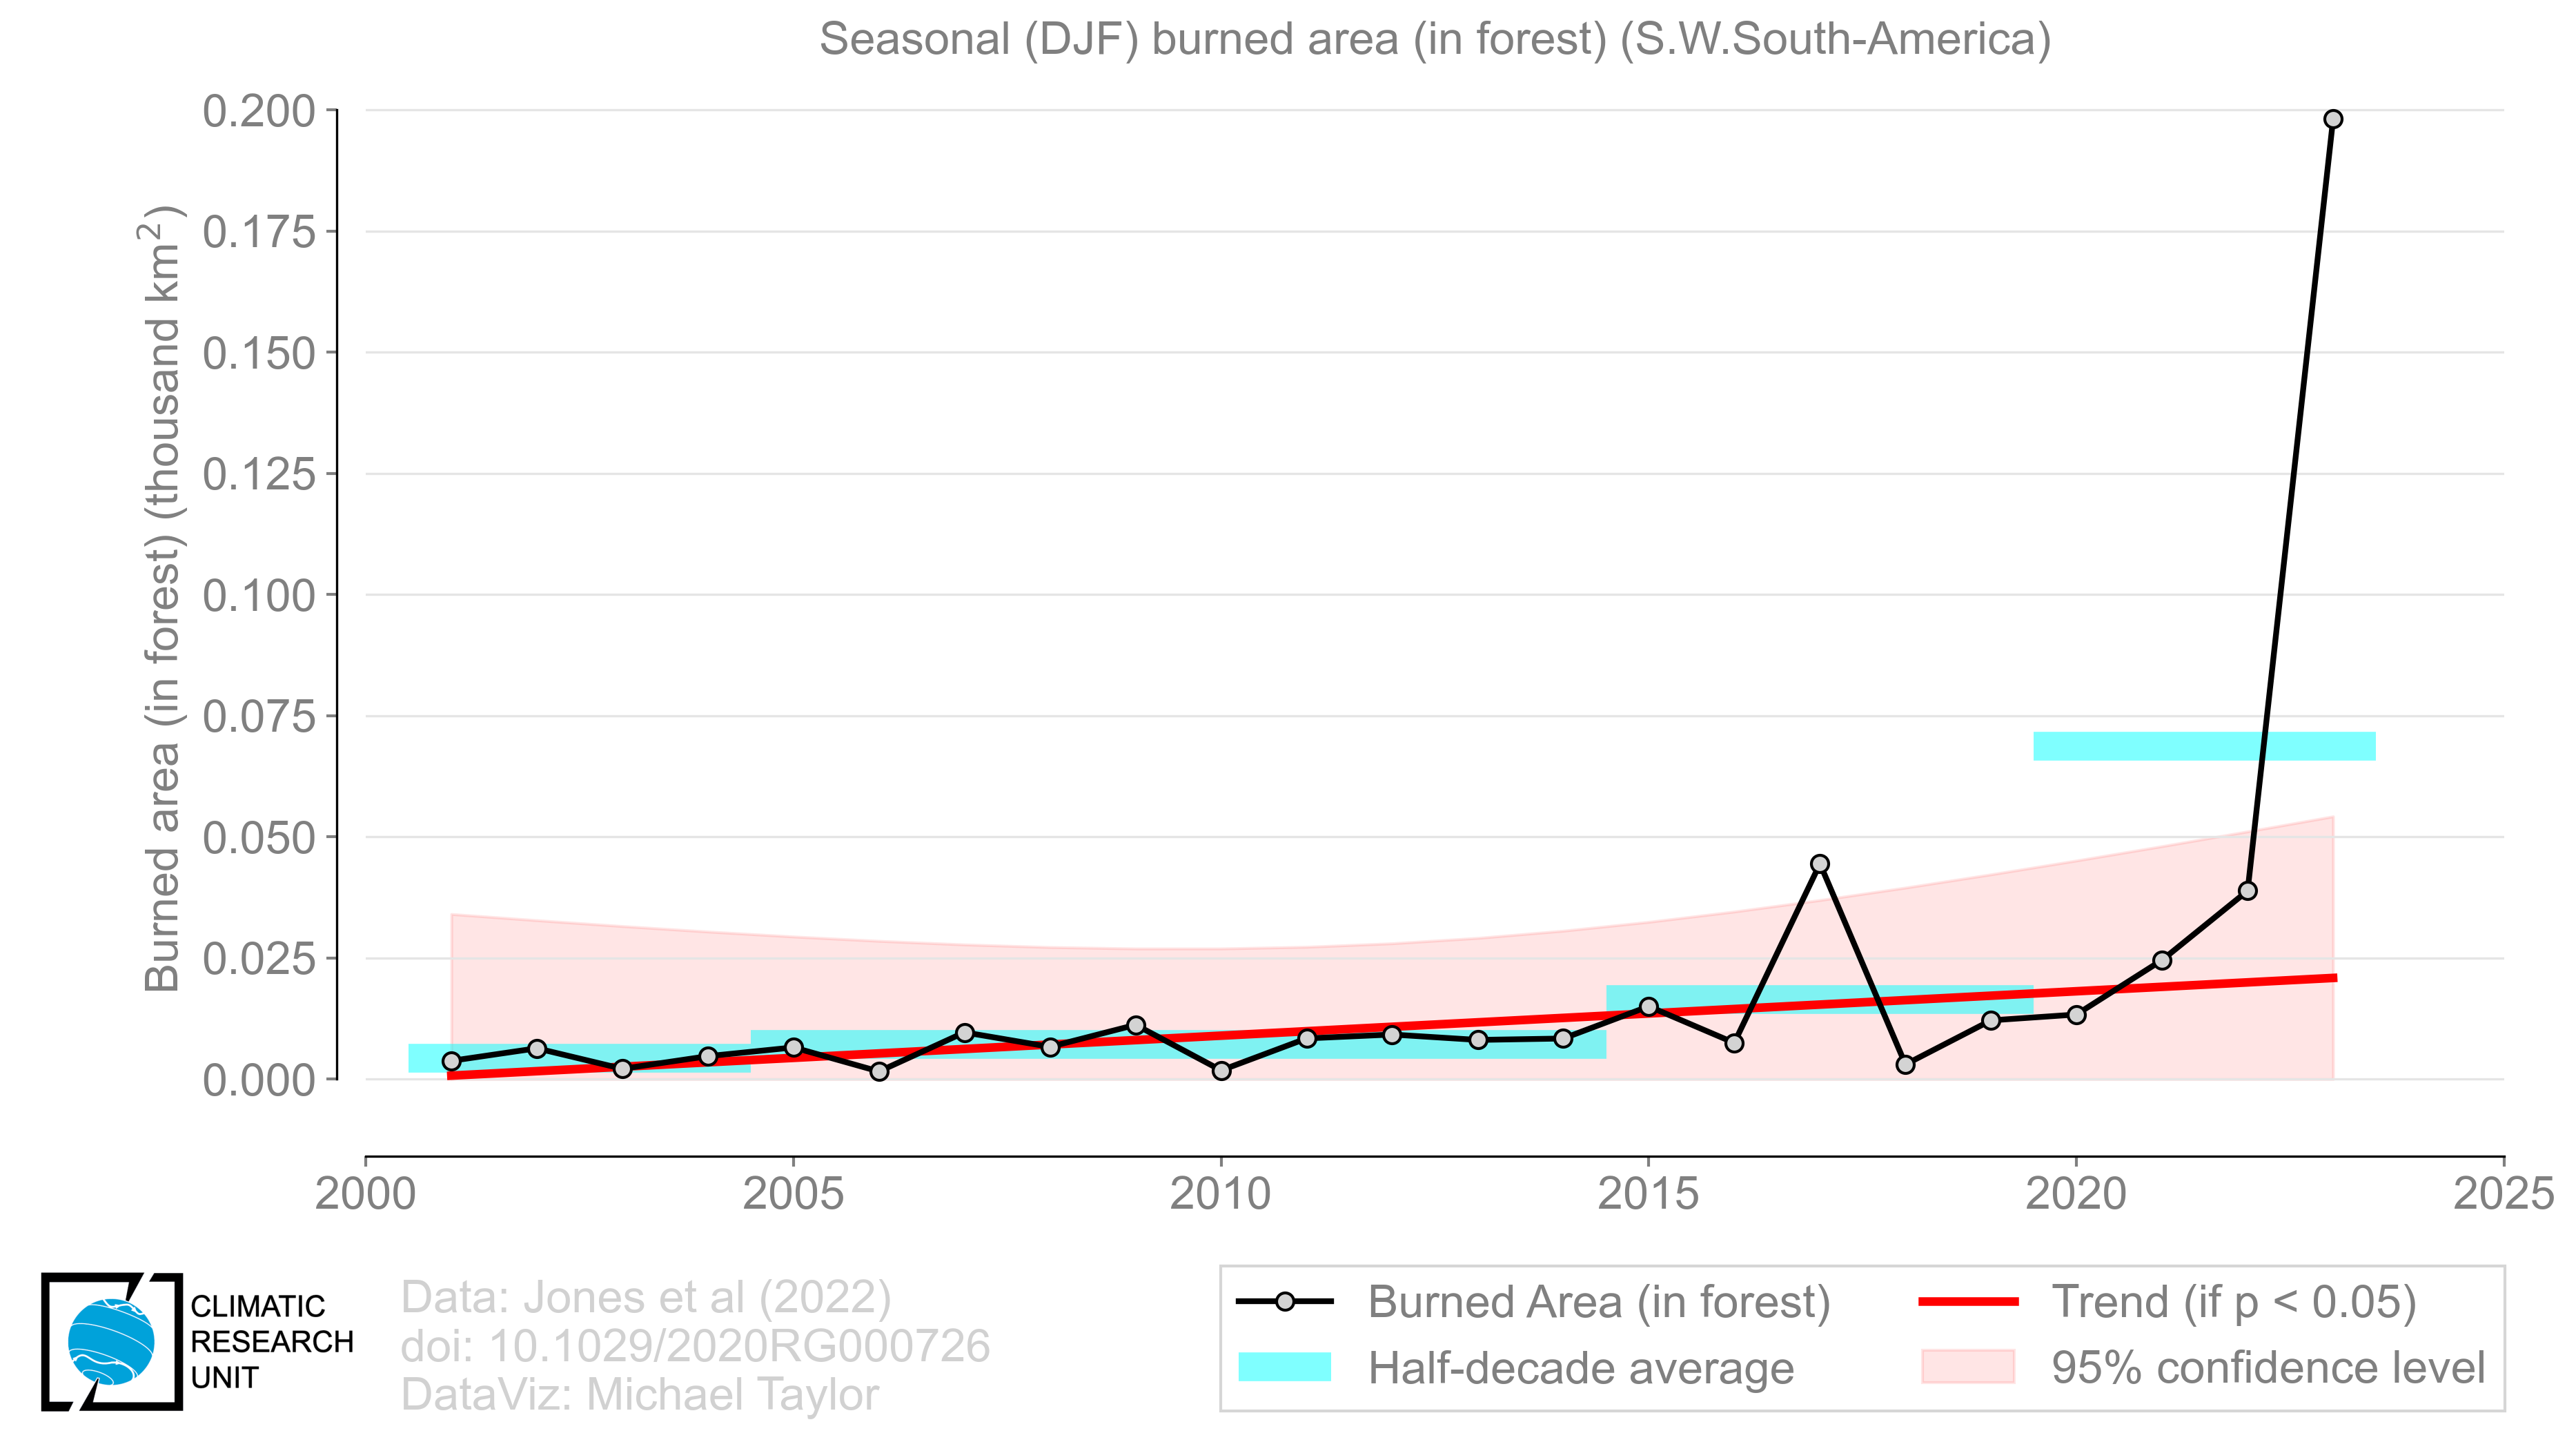 Seasonal (DJF) burned area (in forest) (S.W.South-America)
Burned area (in forest) (thousand km²)
0.200
0.175
0.150
0.125
0.100
0.075
0.050
0.025
0.000
2000 2005 2010 2015 2020 2025
CLIMATIC
RESEARCH
UNIT
Data: Jones et al (2022)
doi: 10.1029/2020RG000726
DataViz: Michael Taylor
Burned Area (in forest)
Half-decade average
Trend (if p < 0.05)
95% confidence level